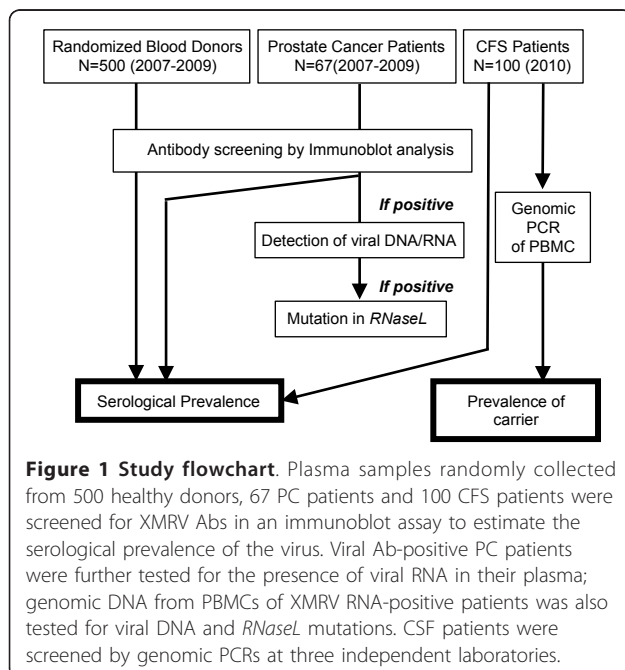 Randomized Blood Donors
N=500 (2007-2009)
Prostate Cancer Patients
N=67(2007-2009)
CFS Patients
N=100 (2010)
Antibody screening by Immunoblot analysis
If positive
Genomic
PCR
of PBMC
Detection of viral DNA/RNA
If positive
Mutation in RNaseL
Serological Prevalence
Prevalence of
carrier
Figure 1 Study flowchart. Plasma samples randomly collected
from 500 healthy donors, 67 PC patients and 100 CFS patients were
screened for XMRV Abs in an immunoblot assay to estimate the
serological prevalence of the virus. Viral Ab-positive PC patients
were further tested for the presence of viral RNA in their plasma;
genomic DNA from PBMCs of XMRV RNA-positive patients was also
tested for viral DNA and RNaseL mutations. CSF patients were
screened by genomic PCRs at three independent laboratories.